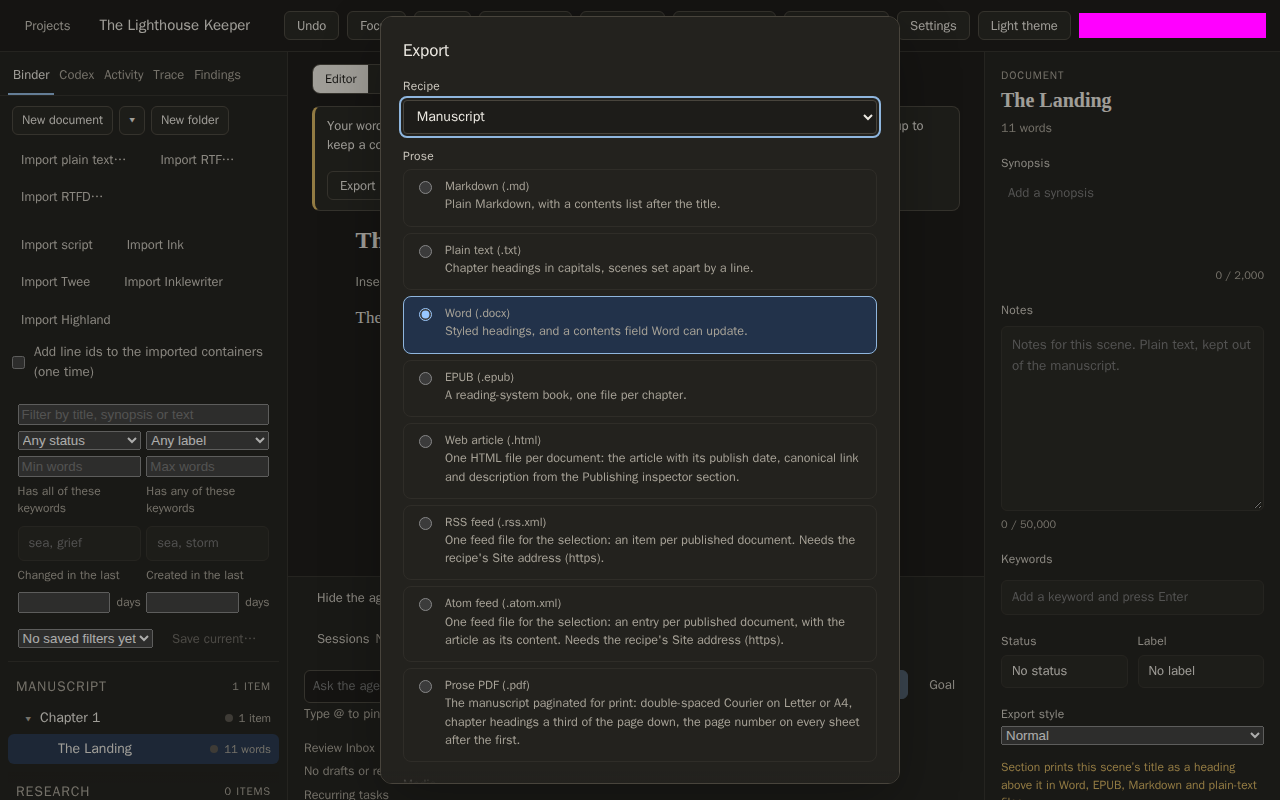 Projects
The Lighthouse Keeper
Undo
Settings
Light theme
Binder
Codex
Activity
Trace
Findings
New document
New folder
Import plain text···
Import RTF···
Import RTFD···
Import script
Import Ink
Import Twee
Import Inklewriter
Import Highland
Add line ids to the imported containers
(one time)
Filter by title, synopsis or text
Any status
Any label
Min words
Max words
Has all of these
keywords
Has any of these
keywords
sea, grief
sea, storm
Changed in the last
Created in the last
days
days
No saved filters yet
Save current···
MANUSCRIPT
1 ITEM
Chapter 1
1 item
The Landing
11 words
RESEARCH
0 ITEMS
Editor
keep a
Export
Hide the
Sessions
Ask the
Type @ to
Review Inbox
No drafts or
Recurring tasks
Goal
Export
Recipe
Manuscript
Prose
Markdown (.md)
Plain Markdown, with a contents list after the title.
Plain text (.txt)
Chapter headings in capitals, scenes set apart by a line.
Word (.docx)
Styled headings, and a contents field Word can update.
EPUB (.epub)
A reading-system book, one file per chapter.
Web article (.html)
One HTML file per document: the article with its publish date, canonical link
and description from the Publishing inspector section.
RSS feed (.rss.xml)
One feed file for the selection: an item per published document. Needs the
recipe's Site address (https).
Atom feed (.atom.xml)
One feed file for the selection: an entry per published document, with the
article as its content. Needs the recipe's Site address (https).
Prose PDF (.pdf)
The manuscript paginated for print: double-spaced Courier on Letter or A4,
chapter headings a third of the page down, the page number on every sheet
after the first.
DOCUMENT
The Landing
11 words
Synopsis
Add a synopsis
0 / 2,000
Notes
Notes for this scene. Plain text, kept out
of the manuscript.
0 / 50,000
Keywords
Add a keyword and press Enter
Status
Label
No status
No label
Export style
Normal
Section prints this scene's title as a heading
above it in Word, EPUB, Markdown and plain-text